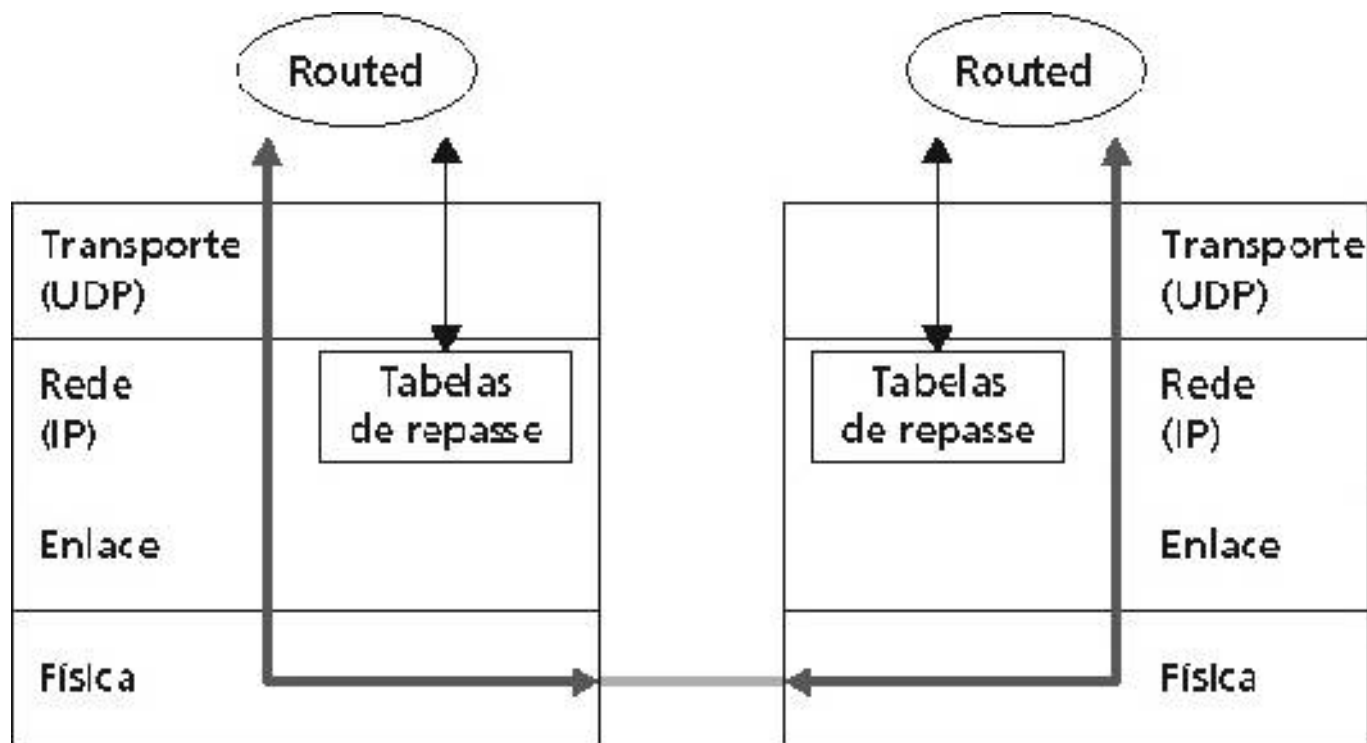 Routed
Routed
Transporte
(UDP)
Transporte
(UDP)
Rede
(IP)
Tabelas
de repasse
Tabelas
de repasse
Rede
(IP)
Enlace
Enlace
Física
Física